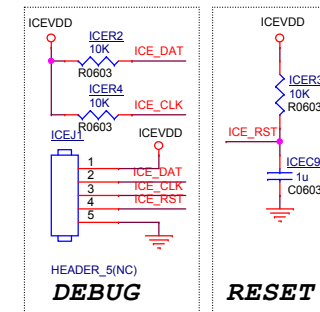 ICEVDD
ICER2
10K
ICE_DAT
R0603
ICER4
10K
ICE_CLK
R0603
ICEJ1
ICEVDD
1
2
ICE_DAT
3
ICE_CLK
4
ICE_RST
5
HEADER_5(NC)
DEBUG
ICEVDD
ICER3
10K
R0603
ICE_RST
ICEC9
1u
C0603
RESET